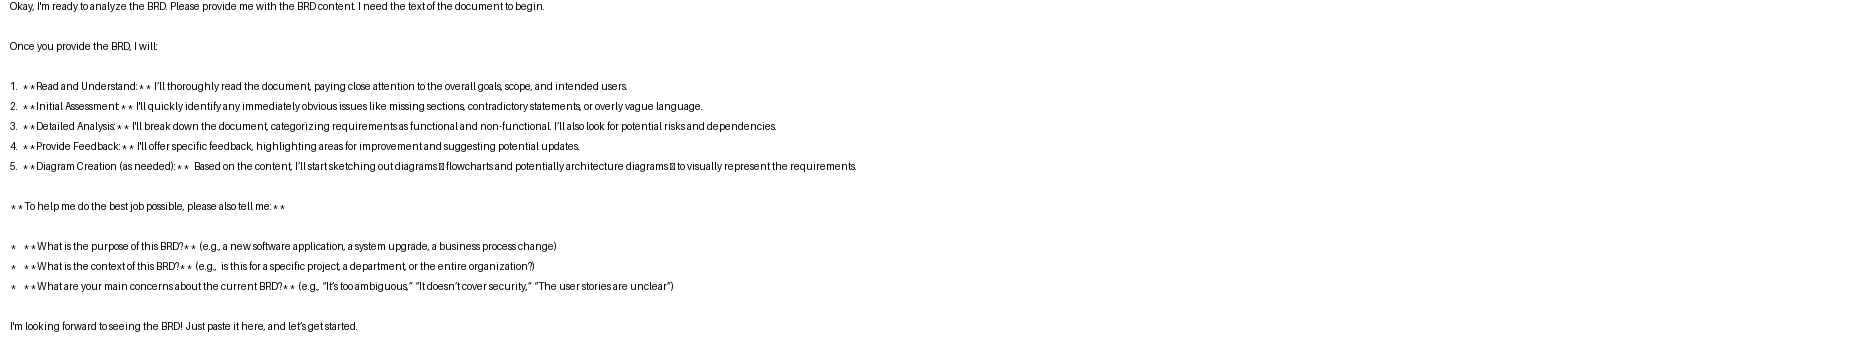 Okay, I'm ready to analyze the BRD. Please provide me with the BRD content. I need the text of the document to begin.
Once you provide the BRD, I will:
1. **Read and Understand:** I’ll thoroughly read the document, paying close attention to the overall goals, scope, and intended users.
2. **Initial Assessment:** I'll quickly identify any immediately obvious issues like missing sections, contradictory statements, or overly vague language.
3. **Detailed Analysis:** I'll break down the document, categorizing requirements as functional and non-functional. I’ll also look for potential risks and dependencies.
4. **Provide Feedback:** I'll offer specific feedback, highlighting areas for improvement and suggesting potential updates.
5. **Diagram Creation (as needed):** Based on the content, I’ll start sketching out diagrams flowcharts and potentially architecture diagrams to visually represent the requirements.
**To help me do the best job possible, please also tell me:**
* **What is the purpose of this BRD?** (e.g., a new software application, a system upgrade, a business process change)
* **What is the context of this BRD?** (e.g., is this for a specific project, a department, or the entire organization?)
* **What are your main concerns about the current BRD?** (e.g., “It’s too ambiguous,” “It doesn’t cover security,” “The user stories are unclear”)
I'm looking forward to seeing the BRD! Just paste it here, and let’s get started.